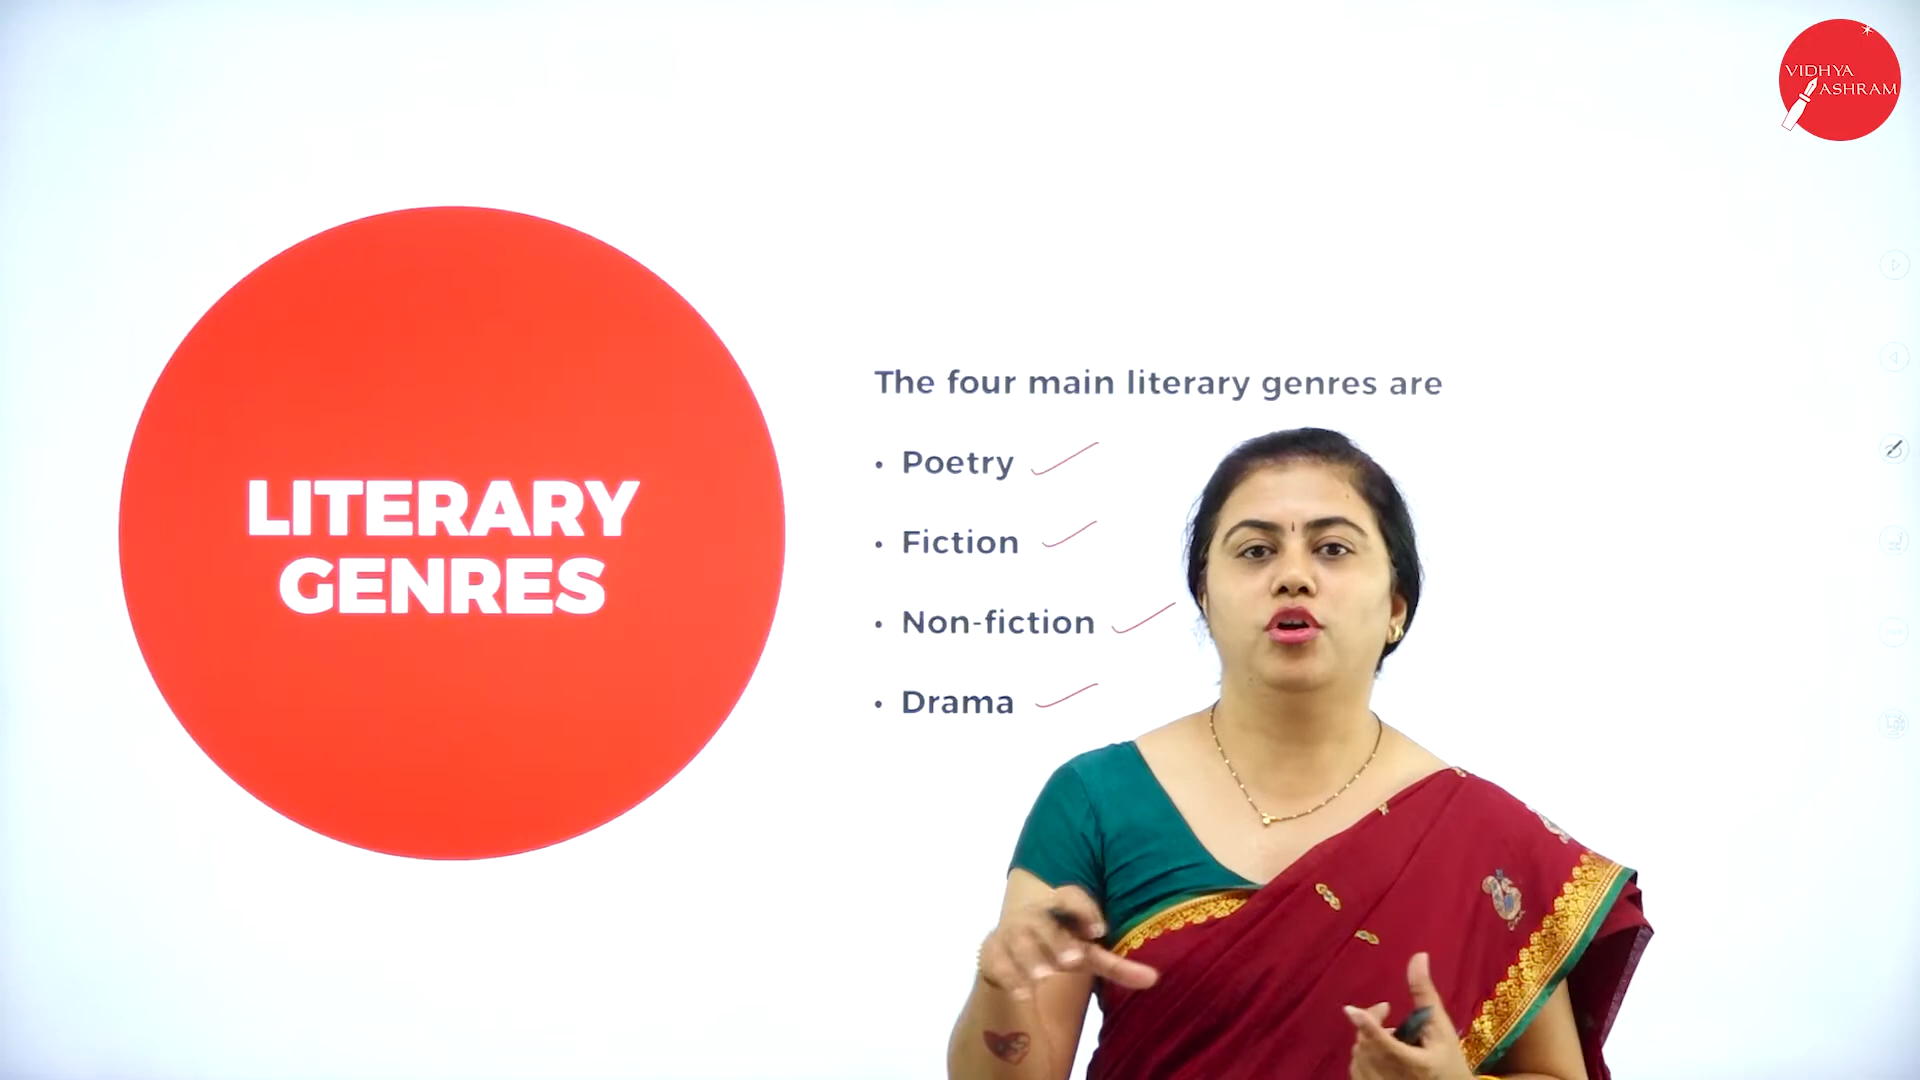 VIDHYA
ASHRAM
LITERARY
GENRES
The four main literary genres are
• Poetry
• Fiction
• Non-fiction
• Drama